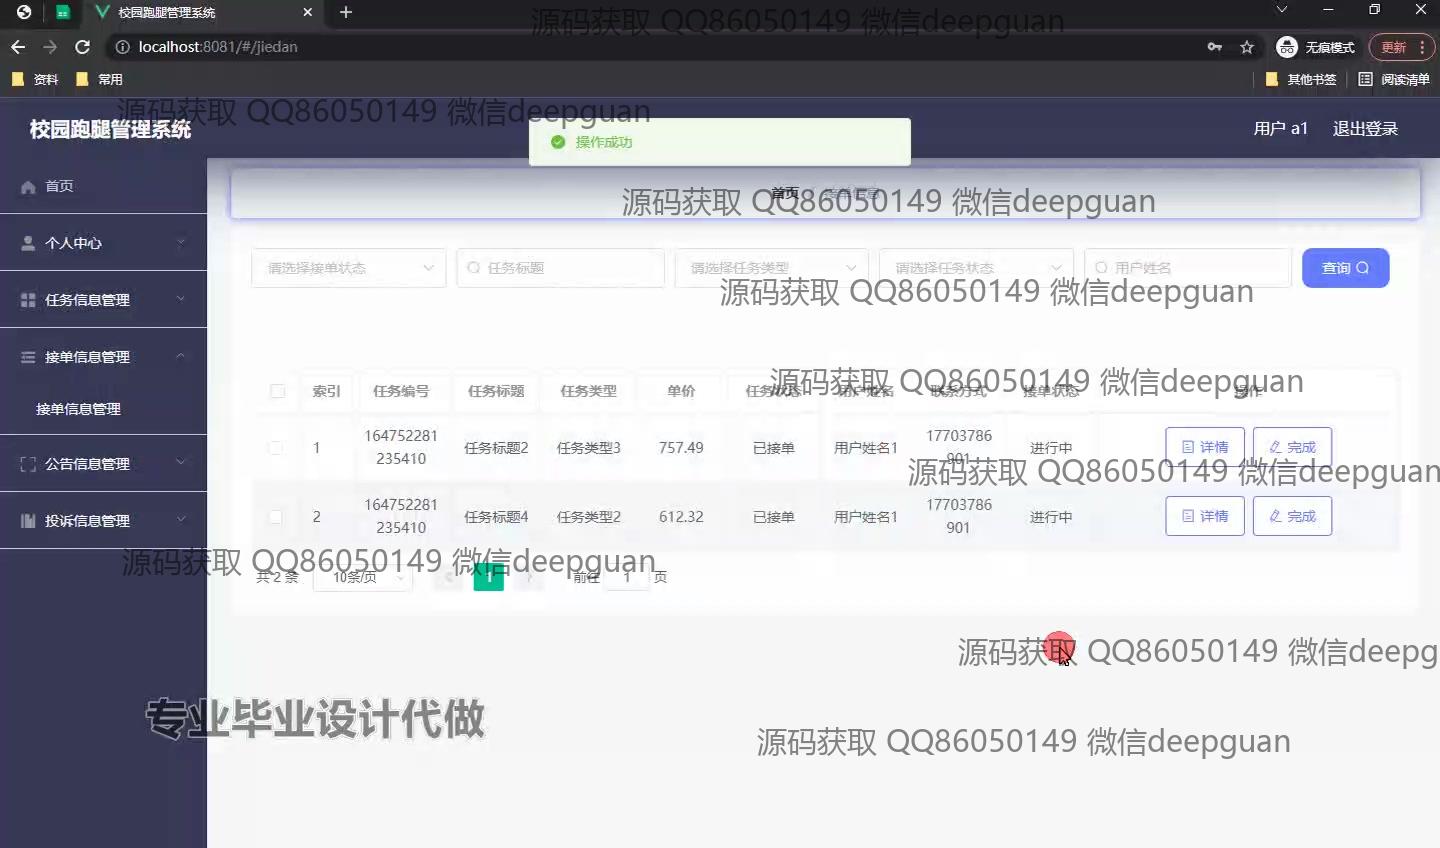 校园跑腿管理系统
源码获取 QQ86050149 微信deepguan
localhost:8081/#/jiedan
无痕模式
更新
资料
常用
其他书签
阅读清单
源码获取 QQ86050149 微信deepguan
校园跑腿管理系统
操作成功
用户 a1
退出登录
首页
首页
接单信息
源码获取 QQ86050149 微信deepguan
个人中心
请选择接单状态
任务标题
请选择任务类型
请选择任务状态
用户姓名
查询
源码获取 QQ86050149 微信deepguan
任务信息管理
接单信息管理
接单信息管理
公告信息管理
投诉信息管理
源码获取 QQ86050149 微信deepguan
索引 任务编号 任务标题 任务类型 单价 任务状态 用户姓名 联系方式 接单状态 操作
1 164752281235410 任务标题2 任务类型3 757.49 已接单 用户姓名1 17703786901 进行中 详情 完成
源码获取 QQ86050149 微信deepguan
2 164752281235410 任务标题4 任务类型2 612.32 已接单 用户姓名1 17703786901 进行中 详情 完成
源码获取 QQ86050149 微信deepguan
共 2 条 10条/页 1 前往 1 页
源码获取 QQ86050149 微信deepg
专业毕业设计代做
源码获取 QQ86050149 微信deepguan